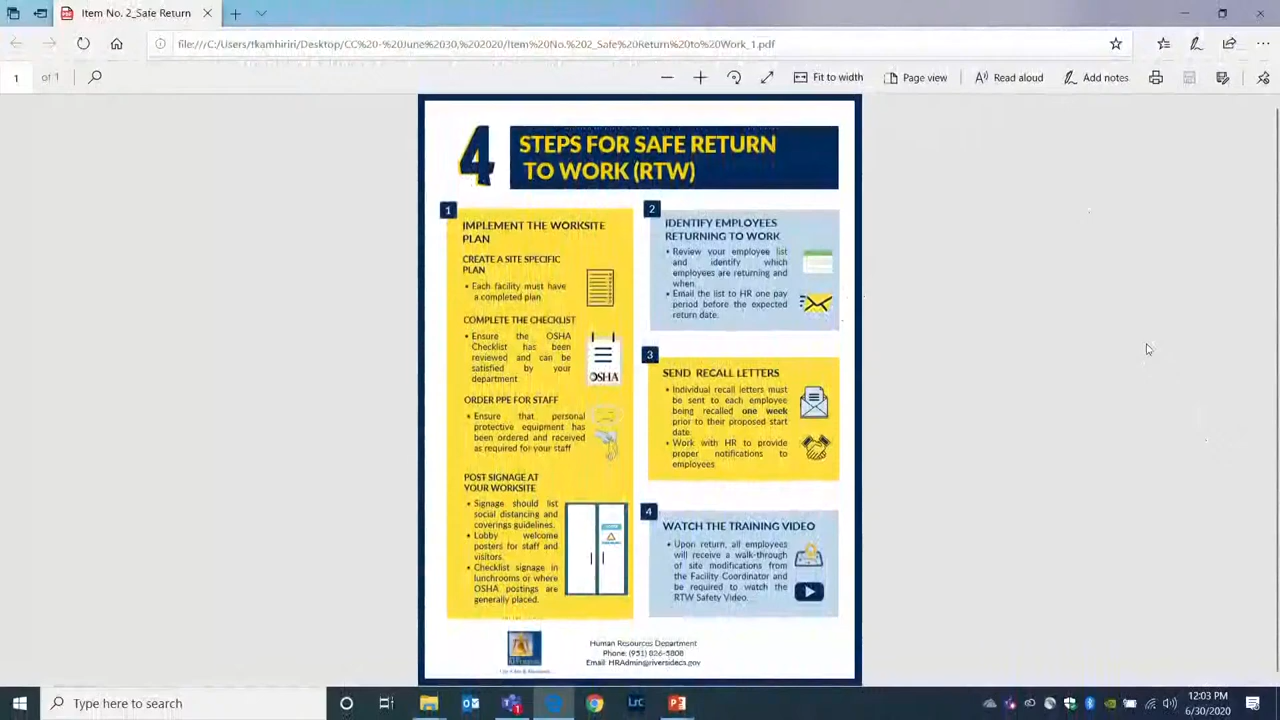 Item No. 2_Safe Return
file:///C:/Users/tkamhiriri/Desktop/CC%20-%20June%2030,%202020/Item%20No.%202_Safe%20Return%20to%20Work_1.pdf
1 of 1
Fit to width
Page view
Read aloud
Add notes
4
STEPS FOR SAFE RETURN
TO WORK (RTW)
1
IMPLEMENT THE WORKSITE
PLAN
CREATE A SITE SPECIFIC
PLAN
• Each facility must have
a completed plan
COMPLETE THE CHECKLIST
• Ensure the OSHA
Checklist has been
reviewed and can be
satisfied by your
department
OSHA
ORDER PPE FOR STAFF
• Ensure that personal
protective equipment has
been ordered and received
as required for your staff
POST SIGNAGE AT
YOUR WORKSITE
• Signage should list
social distancing and
coverings guidelines.
• Lobby welcome
posters for staff and
visitors.
• Checklist signage in
lunchrooms or where
OSHA postings are
generally placed.
2
IDENTIFY EMPLOYEES
RETURNING TO WORK
• Review your employee list
and identify which
employees are returning and
when.
• Email the list to HR one pay
period before the expected
return date.
3
SEND RECALL LETTERS
• Individual recall letters must
be sent to each employee
being recalled one week
prior to their proposed start
date.
• Work with HR to provide
proper notifications to
employees
4
WATCH THE TRAINING VIDEO
• Upon return, all employees
will receive a walk-through
of site modifications from
the Facility Coordinator and
be required to watch the
RTW Safety Video.
Human Resources Department
Phone: (951) 826-5808
Email: HRAdmin@riversideca.gov
Type here to search
LrC
12:03 PM
6/30/2020